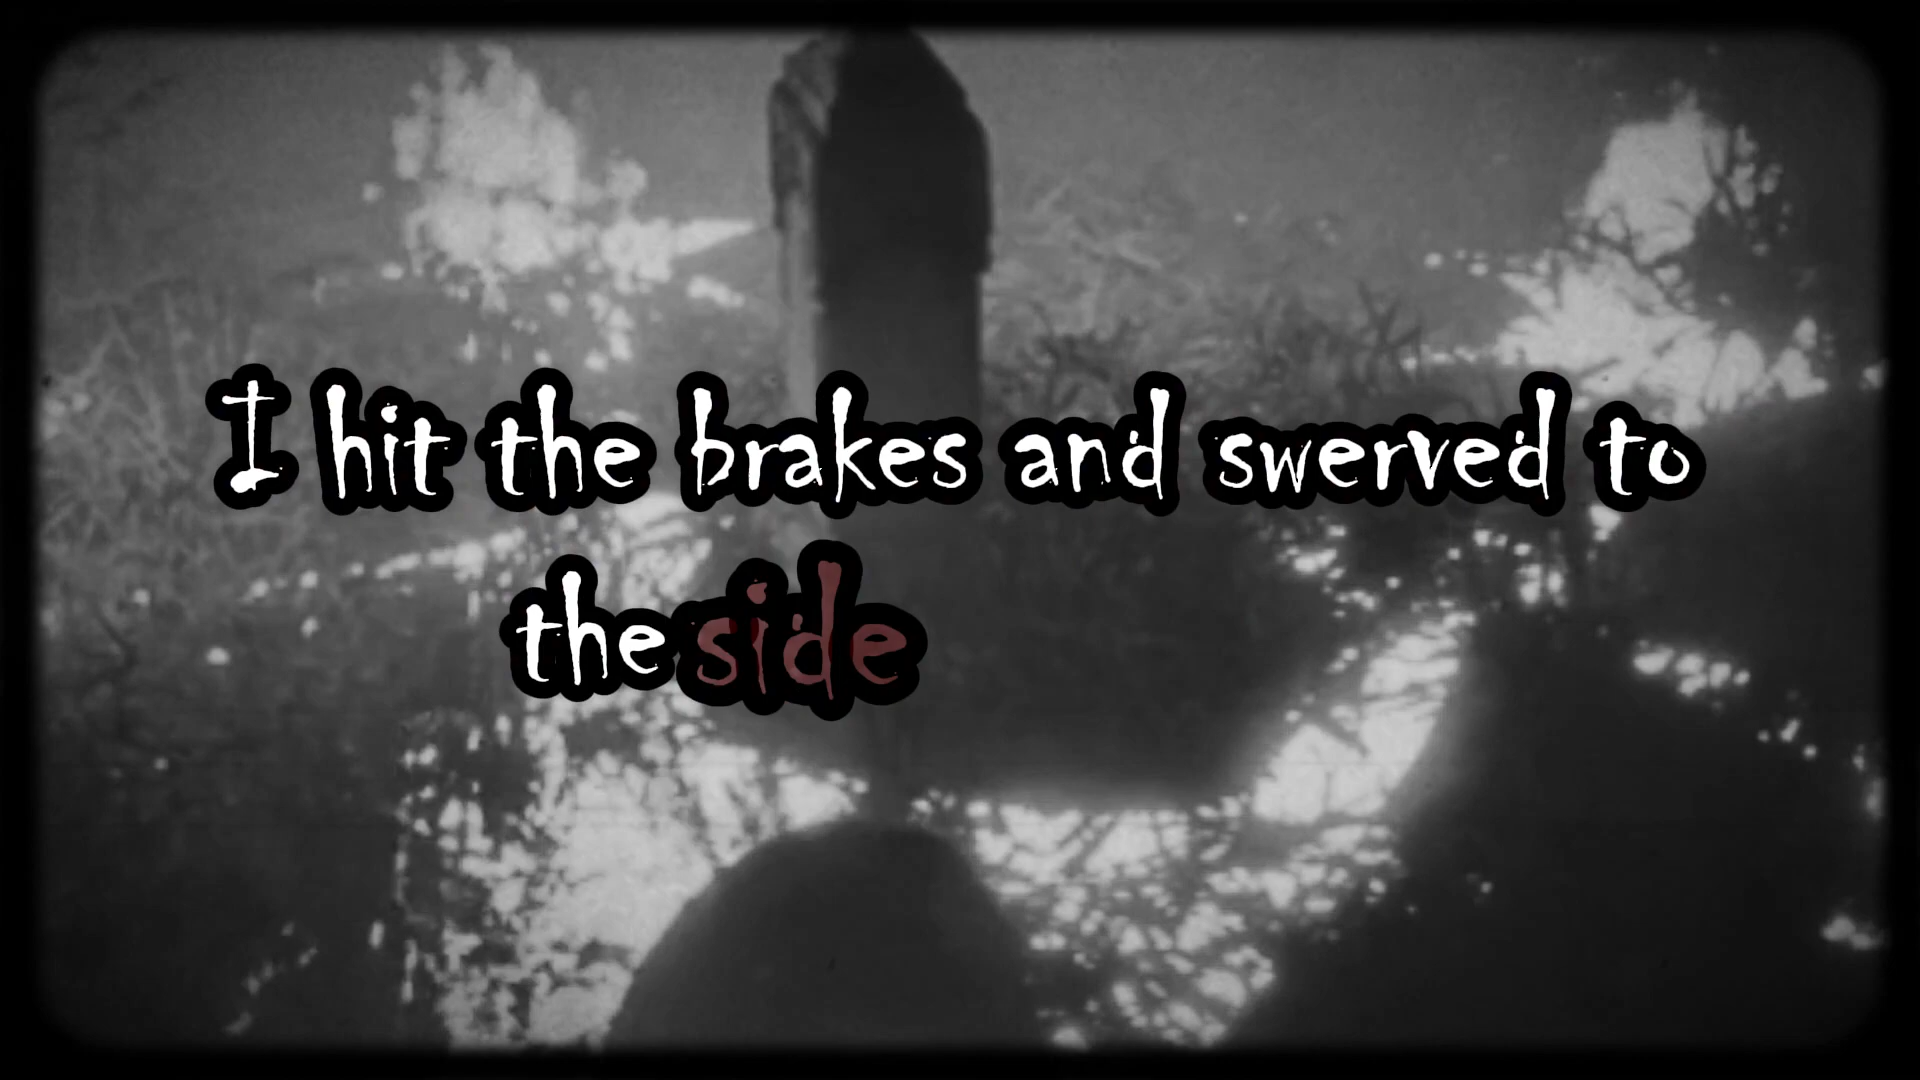 I hit the brakes and swerved to
the side